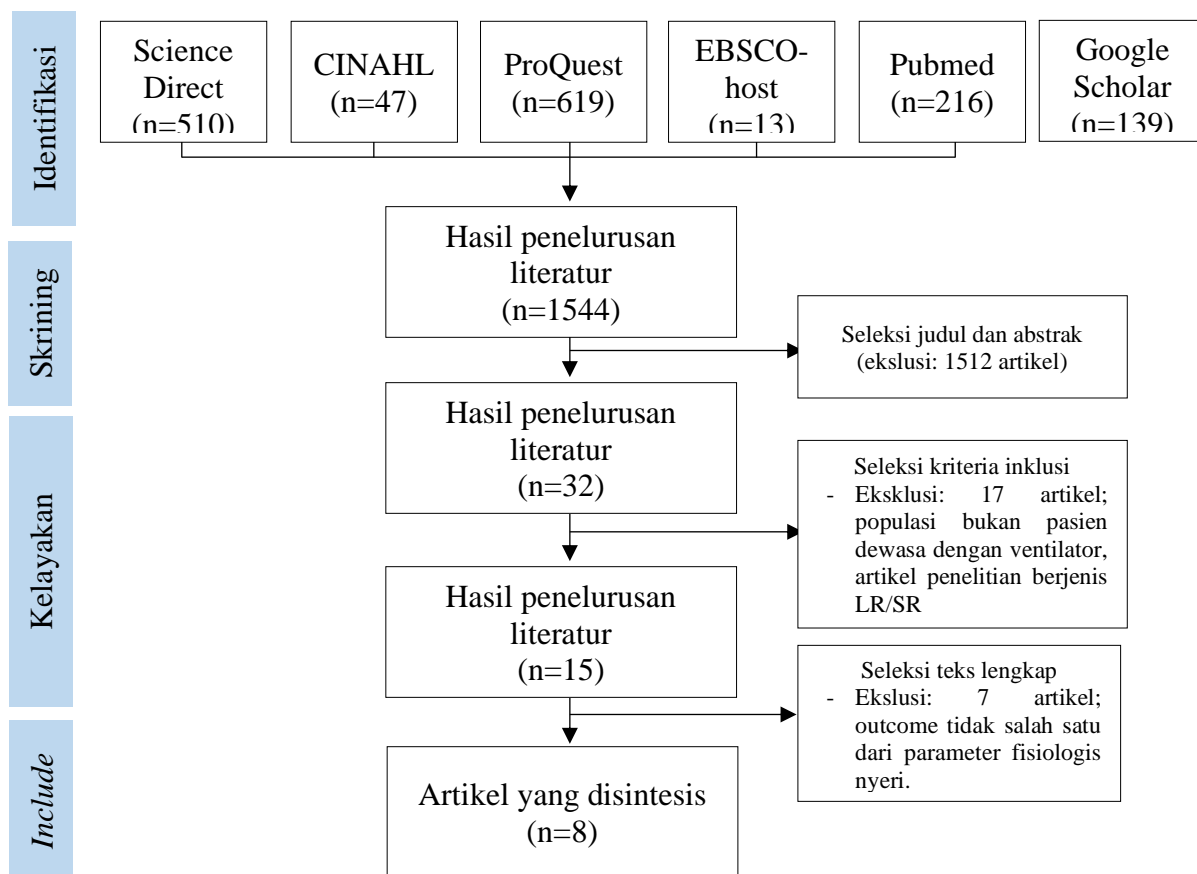 Identifikasi
Science
Direct
(n=510)
CINAHL
(n=47)
ProQuest
(n=619)
EBSCO-
host
(n=13)
Pubmed
(n=216)
Google
Scholar
(n=139)
Hasil penelurusan
literatur
(n=1544)
Skrining
Seleksi judul dan abstrak
(ekslusi: 1512 artikel)
Hasil penelurusan
literatur
(n=32)
Kelayakan
Seleksi kriteria inklusi
- Eksklusi: 17 artikel;
populasi bukan pasien
dewasa dengan ventilator,
artikel penelitian berjenis
LR/SR
Hasil penelurusan
literatur
(n=15)
Seleksi teks lengkap
- Ekslusi: 7 artikel;
outcome tidak salah satu
dari parameter fisiologis
nyeri.
Include
Artikel yang disintesis
(n=8)